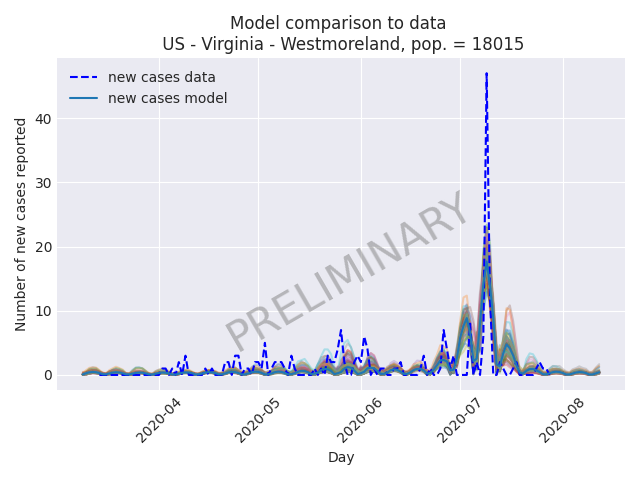 Model comparison to data
US - Virginia - Westmoreland, pop. = 18015
new cases data
new cases model
Number of new cases reported
40
30
20
10
0
PRELIMINARY
2020-04
2020-05
2020-06
2020-07
2020-08
Day